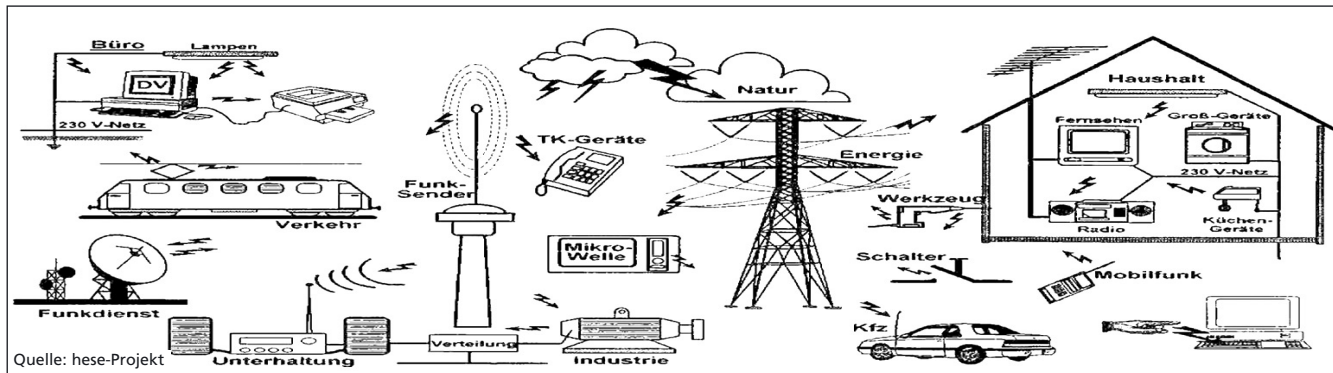 Büro
Lampen
DV
230 V-Netz
Natur
TK-Geräte
Energie
Funk-
Sender
Verkehr
Haushalt
Fernsehen
Groß-Geräte
230 V-Netz
Radio
Küchen-
Geräte
Werkzeug
Mikro-
Welle
Schalter
Mobilfunk
Funkdienst
Unterhaltung
Verteilung
Industrie
Kfz
Quelle: hese-Projekt